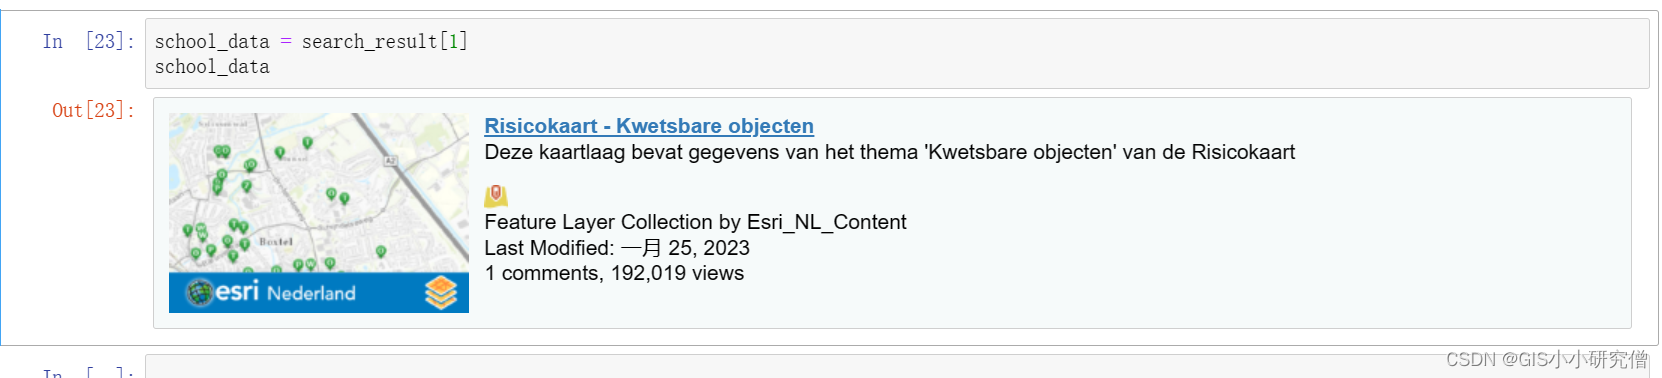 In [23]:
school_data = search_result[1]
school_data
Out[23]:
Risicokaart - Kwetsbare objecten
Deze kaartlaag bevat gegevens van het thema 'Kwetsbare objecten' van de Risicokaart
Feature Layer Collection by Esri_NL_Content
Last Modified: 一月 25, 2023
1 comments, 192,019 views
A2
Boxtel
esri Nederland
In [ ]:
CSDN @GIS小小研究僧